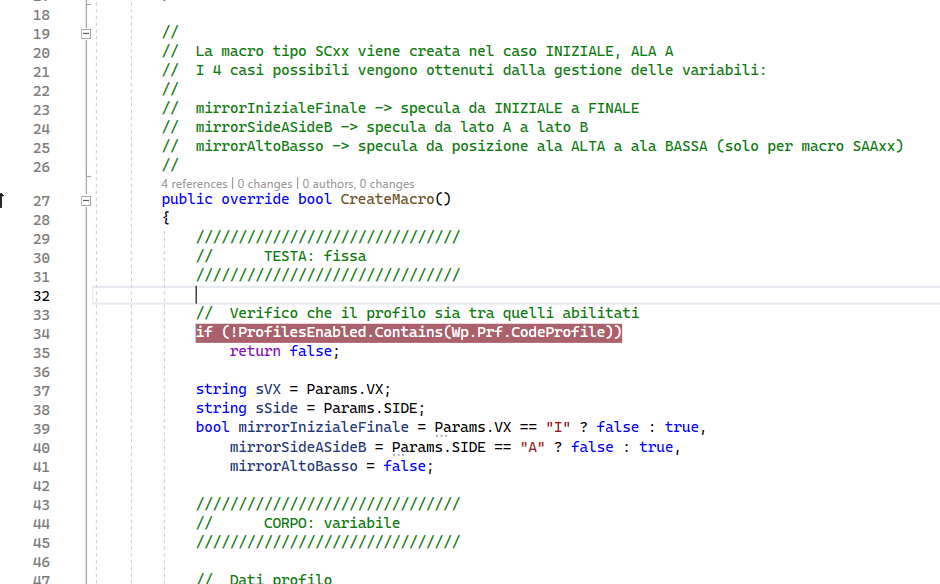 18
19 //
20 // La macro tipo SCxx viene creata nel caso INIZIALE, ALA A
21 // I 4 casi possibili vengono ottenuti dalla gestione delle variabili:
22 //
23 // mirrorInizialeFinale -> specula da INIZIALE a FINALE
24 // mirrorSideASideB -> specula da lato A a lato B
25 // mirrorAltoBasso -> specula da posizione ala ALTA a ala BASSA (solo per macro SAAxx)
26 //
4 references | 0 changes | 0 authors, 0 changes
27 public override bool CreateMacro()
28 {
29 ///////////////////////////////
30 //      TESTA: fissa
31 ///////////////////////////////
32
33 //  Verifico che il profilo sia tra quelli abilitati
34 if (!ProfilesEnabled.Contains(Wp.Prf.CodeProfile))
35     return false;
36
37 string sVX = Params.VX;
38 string sSide = Params.SIDE;
39 bool mirrorInizialeFinale = Params.VX == "I" ? false : true,
40     mirrorSideASideB = Params.SIDE == "A" ? false : true,
41     mirrorAltoBasso = false;
42
43 ///////////////////////////////
44 //      CORPO: variabile
45 ///////////////////////////////
46
47 //  Dati profilo